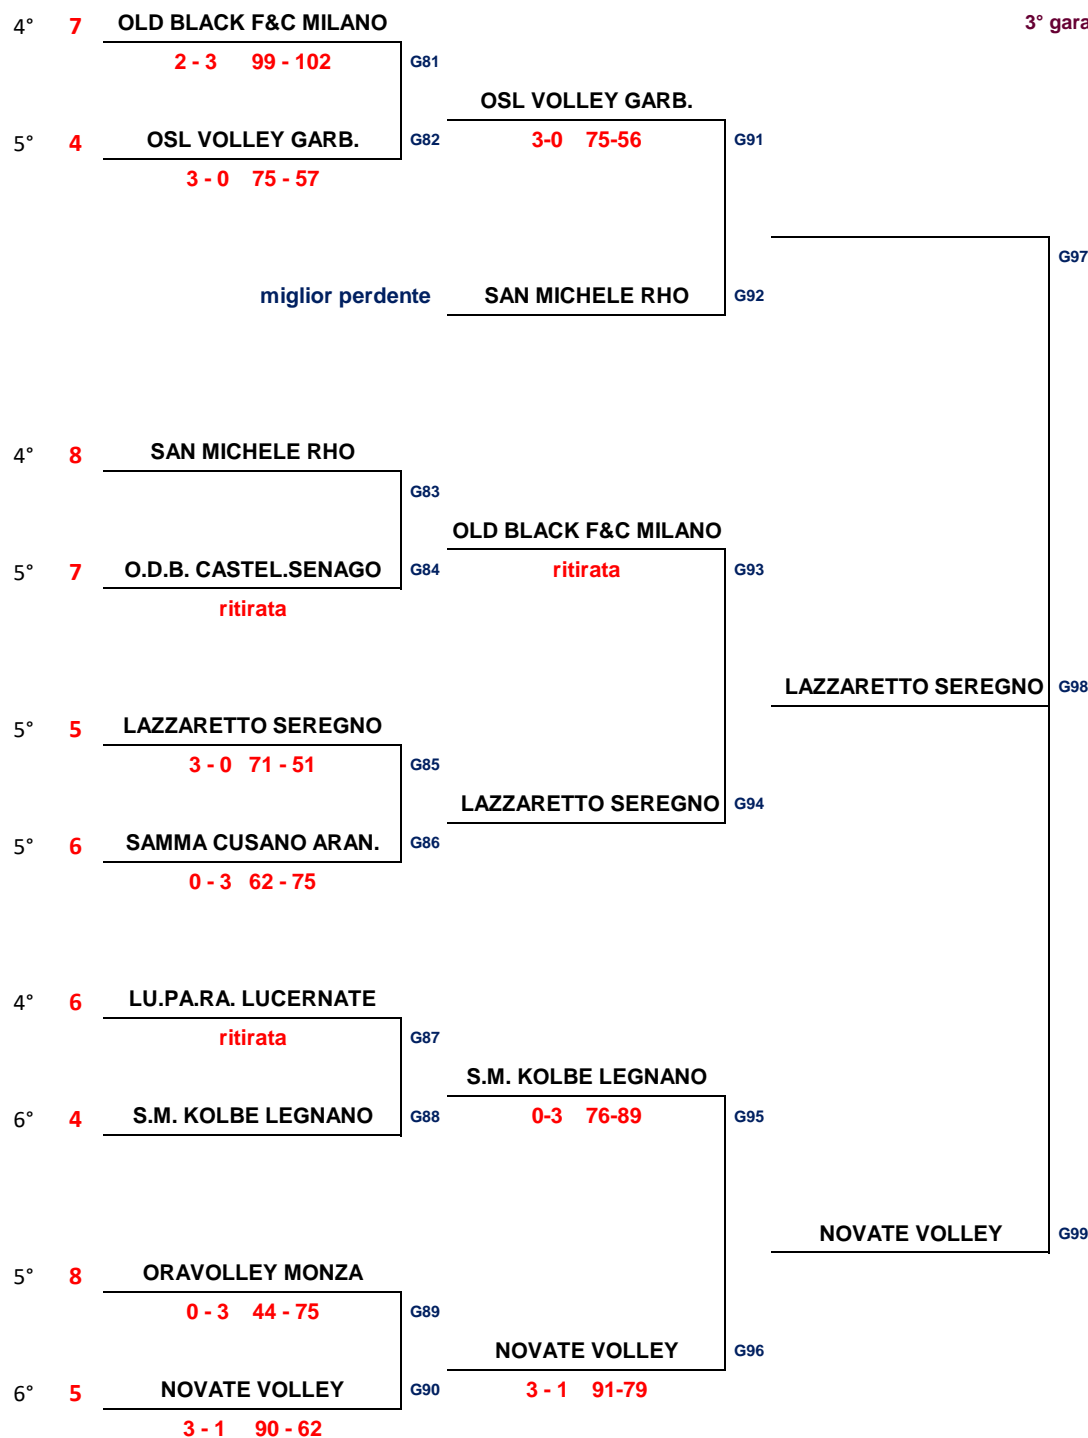 4° 7 OLD BLACK F&C MILANO 3° gara
2 - 3 99 - 102 G81
OSL VOLLEY GARB.
5° 4 OSL VOLLEY GARB. G82 3-0 75-56 G91
3 - 0 75 - 57
G97
miglior perdente SAN MICHELE RHO G92
4° 8 SAN MICHELE RHO
G83
OLD BLACK F&C MILANO
5° 7 O.D.B. CASTEL.SENAGO G84 ritirata G93
ritirata
LAZZARETTO SEREGNO G98
5° 5 LAZZARETTO SEREGNO
3 - 0 71 - 51 G85
LAZZARETTO SEREGNO G94
5° 6 SAMMA CUSANO ARAN. G86
0 - 3 62 - 75
4° 6 LU.PA.RA. LUCERNATE
ritirata G87
S.M. KOLBE LEGNANO
6° 4 S.M. KOLBE LEGNANO G88 0-3 76-89 G95
NOVATE VOLLEY G99
5° 8 ORAVOLLEY MONZA
0 - 3 44 - 75 G89
NOVATE VOLLEY G96
6° 5 NOVATE VOLLEY G90 3 - 1 91-79
3 - 1 90 - 62